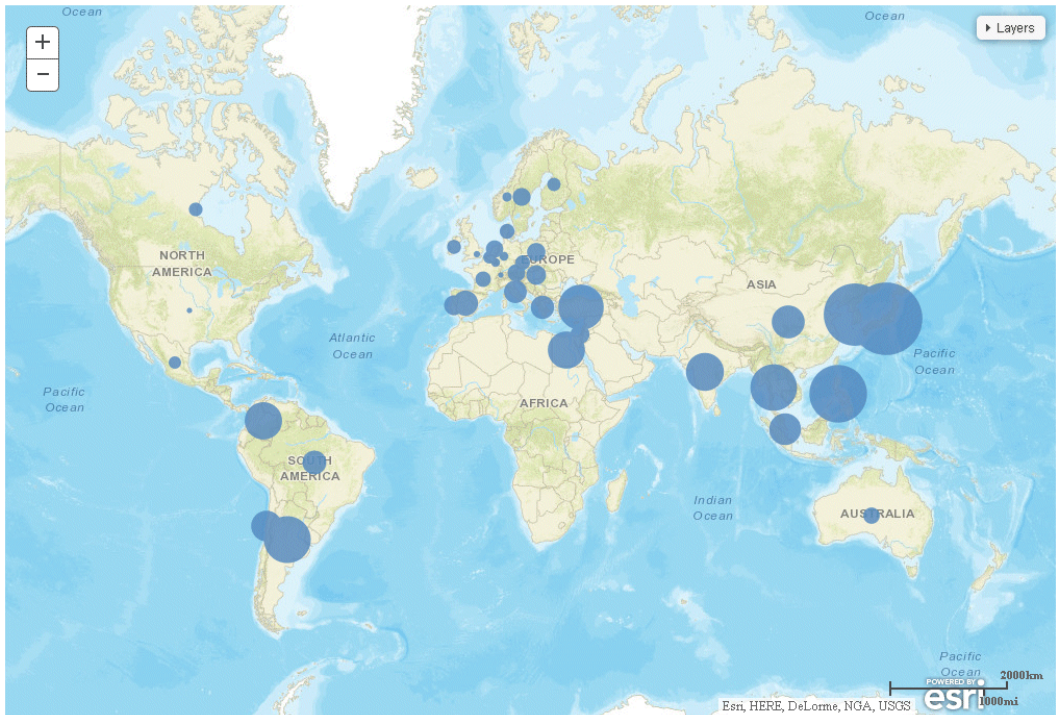 Ocean
Ocean
Layers
+
−
NORTH
AMERICA
EUROPE
ASIA
Atlantic
Ocean
Pacific
Ocean
Pacific
Ocean
AFRICA
SOUTH
AMERICA
Indian
Ocean
AUSTRALIA
Pacific
Ocean
2000km
POWERED BY
esri
1000mi
Esri, HERE, DeLorme, NGA, USGS